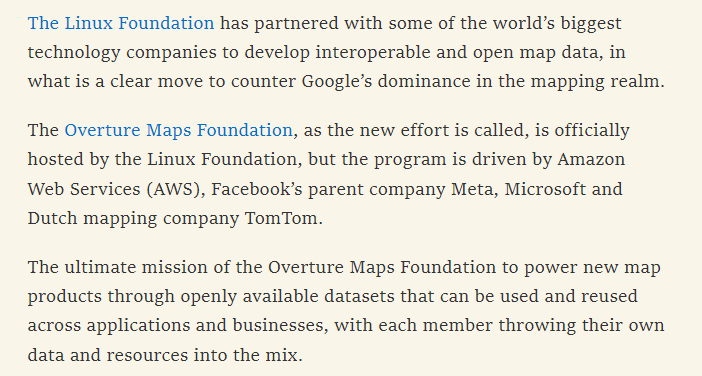 The Linux Foundation has partnered with some of the world’s biggest
technology companies to develop interoperable and open map data, in
what is a clear move to counter Google’s dominance in the mapping realm.
The Overture Maps Foundation, as the new effort is called, is officially
hosted by the Linux Foundation, but the program is driven by Amazon
Web Services (AWS), Facebook’s parent company Meta, Microsoft and
Dutch mapping company TomTom.
The ultimate mission of the Overture Maps Foundation to power new map
products through openly available datasets that can be used and reused
across applications and businesses, with each member throwing their own
data and resources into the mix.